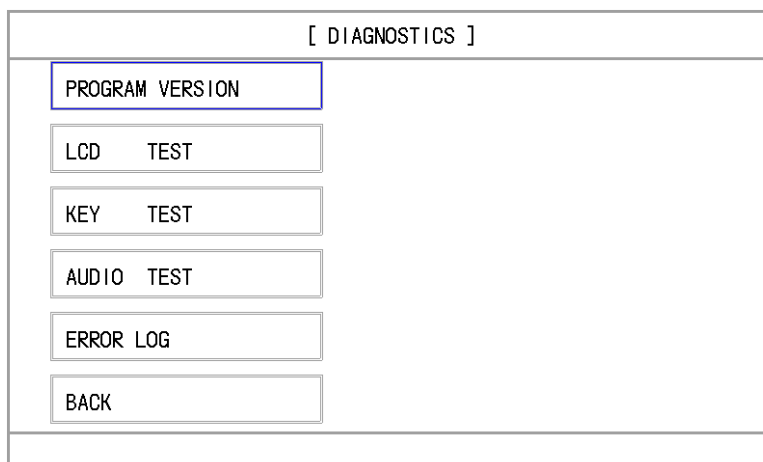 [ DIAGNOSTICS ]
PROGRAM VERSION
LCD    TEST
KEY    TEST
AUDIO  TEST
ERROR LOG
BACK